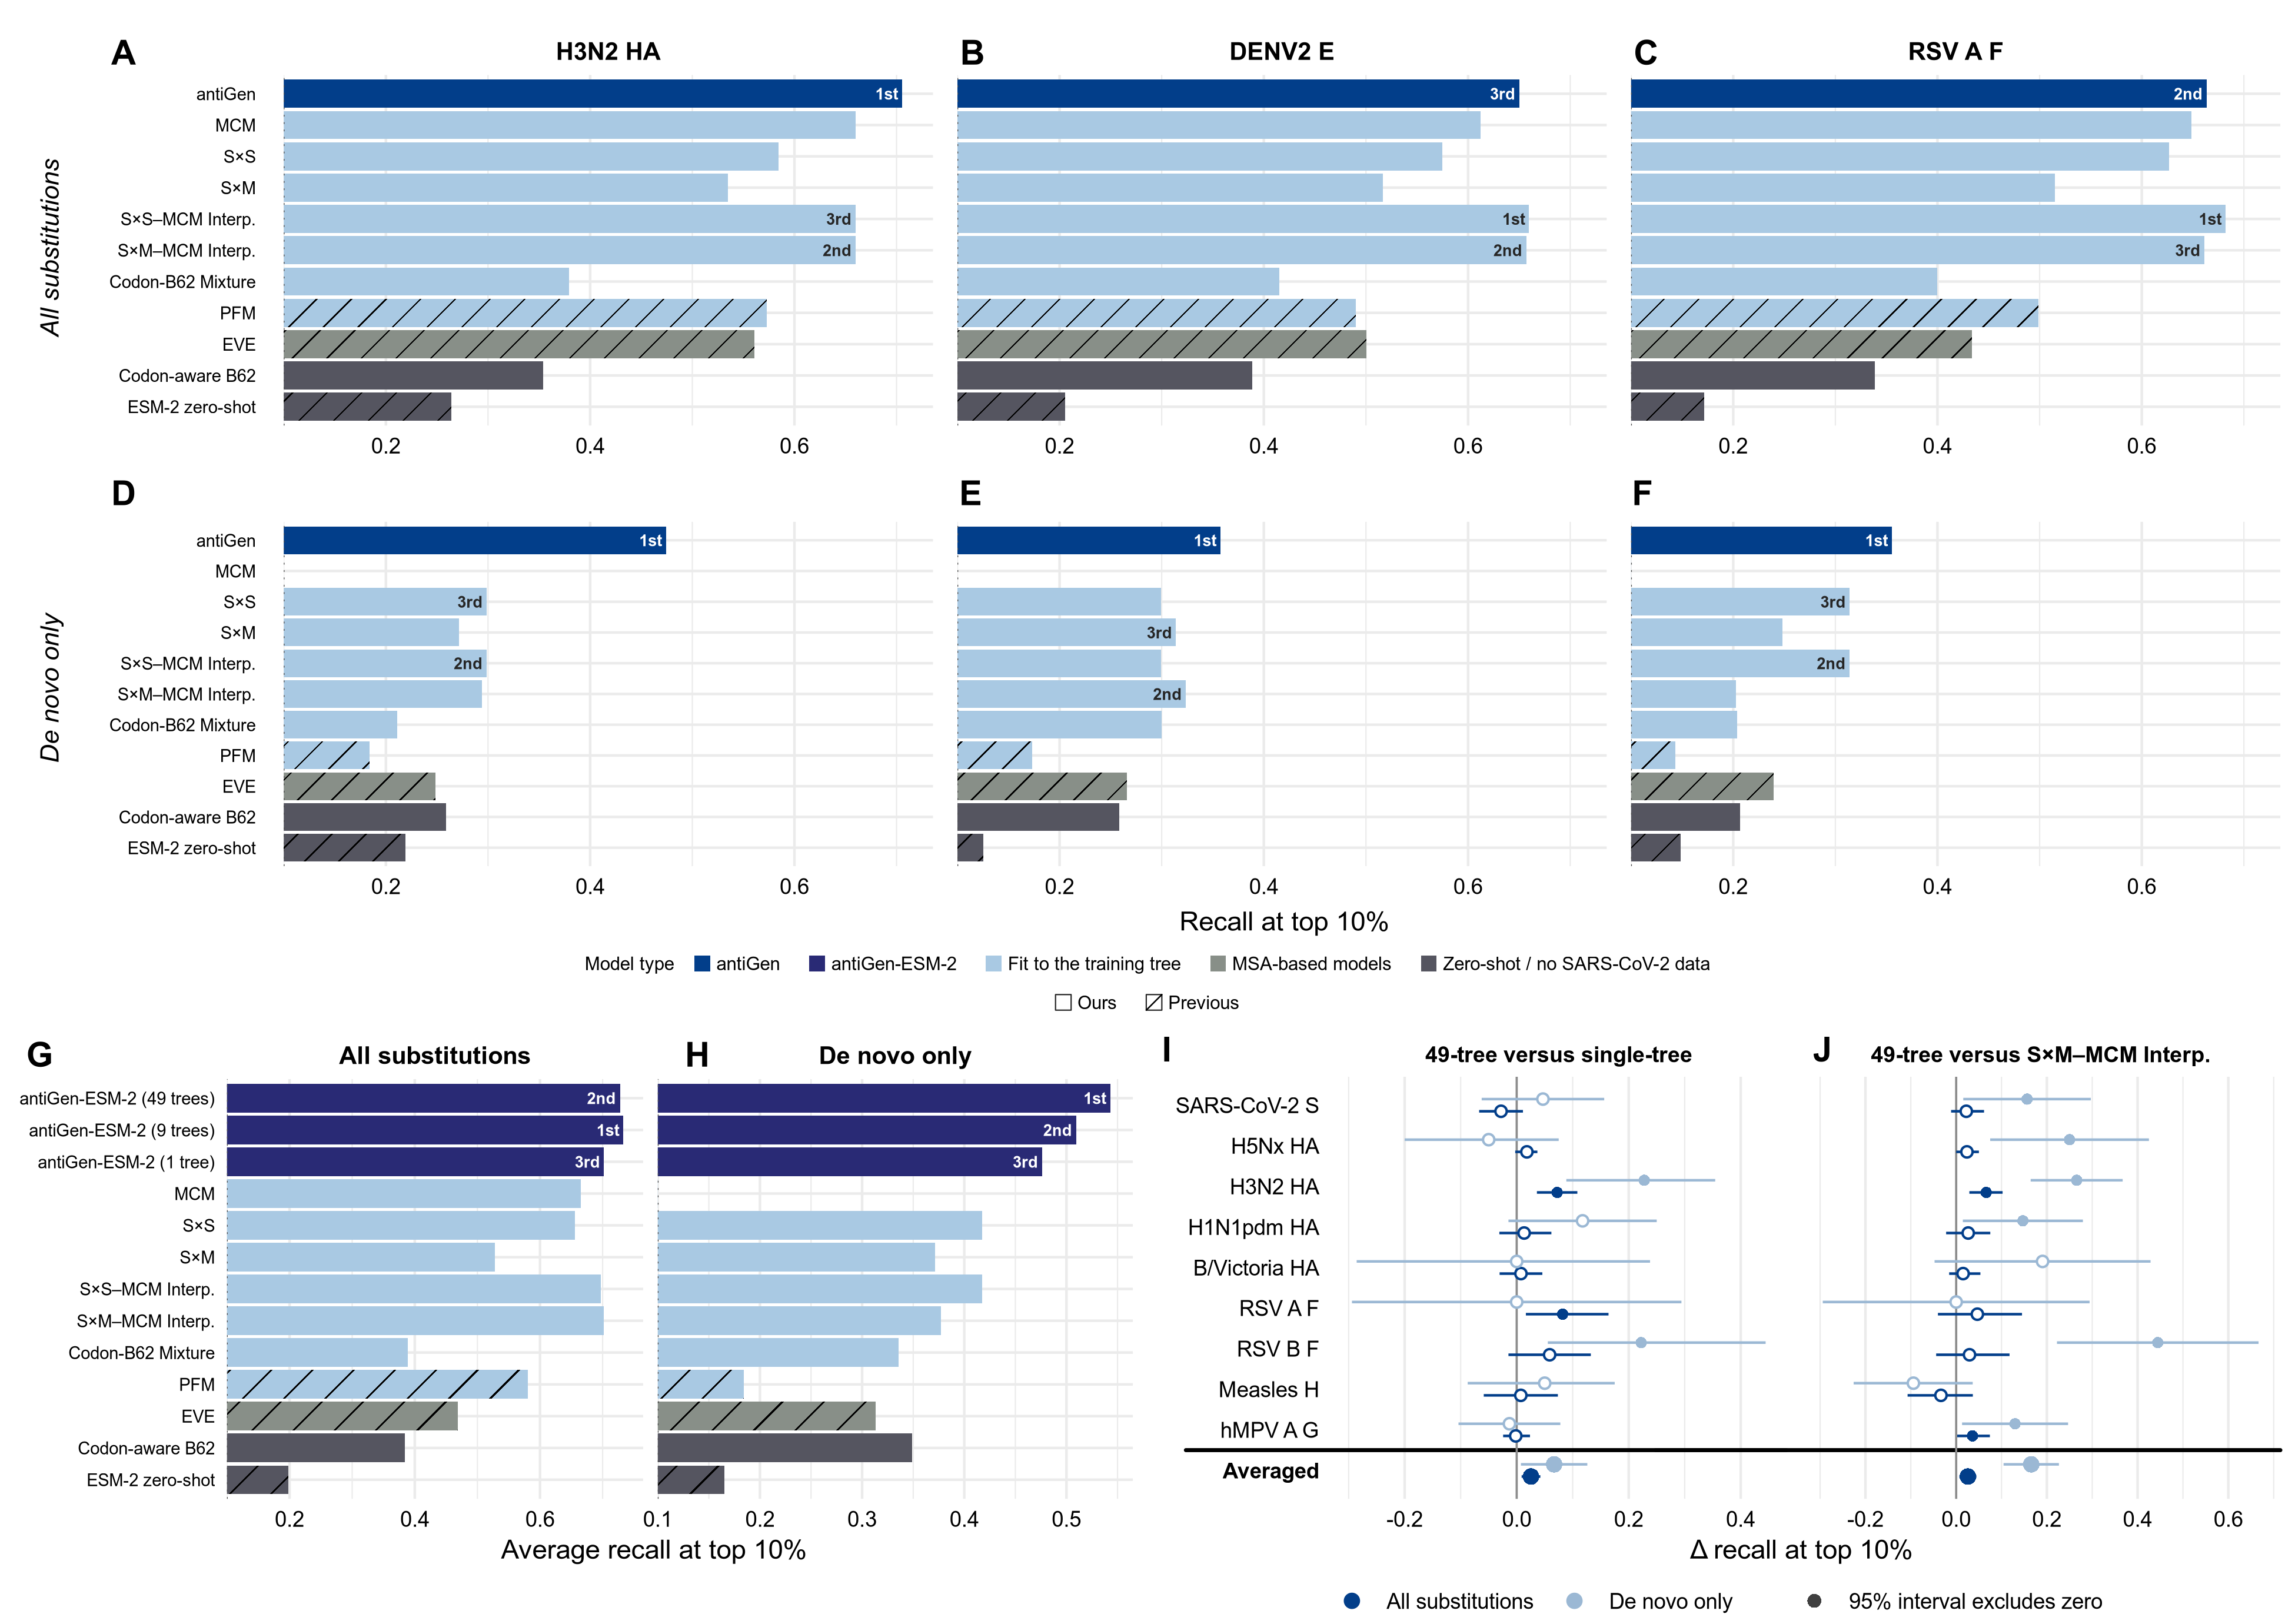 A H3N2 HA B DENV2 E C RSV A F
All substitutions
antiGen 1st 3rd 2nd
MCM
S×S
S×M
S×S–MCM Interp. 3rd 1st 1st
S×M–MCM Interp. 2nd 2nd 3rd
Codon-B62 Mixture
PFM
EVE
Codon-aware B62
ESM-2 zero-shot
0.2 0.4 0.6 0.2 0.4 0.6 0.2 0.4 0.6
D E F
De novo only
antiGen 1st 1st 1st
MCM
S×S 3rd 3rd
S×M 3rd
S×S–MCM Interp. 2nd 2nd
S×M–MCM Interp. 2nd
Codon-B62 Mixture
PFM
EVE
Codon-aware B62
ESM-2 zero-shot
0.2 0.4 0.6 0.2 0.4 0.6 0.2 0.4 0.6
Recall at top 10%
Model type antiGen antiGen-ESM-2 Fit to the training tree MSA-based models Zero-shot / no SARS-CoV-2 data
Ours Previous
G All substitutions H De novo only
antiGen-ESM-2 (49 trees) 2nd 1st
antiGen-ESM-2 (9 trees) 1st 2nd
antiGen-ESM-2 (1 tree) 3rd 3rd
MCM
S×S
S×M
S×S–MCM Interp.
S×M–MCM Interp.
Codon-B62 Mixture
PFM
EVE
Codon-aware B62
ESM-2 zero-shot
0.2 0.4 0.6 0.1 0.2 0.3 0.4 0.5
Average recall at top 10%
I 49-tree versus single-tree J 49-tree versus S×M–MCM Interp.
SARS-CoV-2 S
H5Nx HA
H3N2 HA
H1N1pdm HA
B/Victoria HA
RSV A F
RSV B F
Measles H
hMPV A G
Averaged
-0.2 0.0 0.2 0.4 -0.2 0.0 0.2 0.4 0.6
Δ recall at top 10%
All substitutions De novo only 95% interval excludes zero